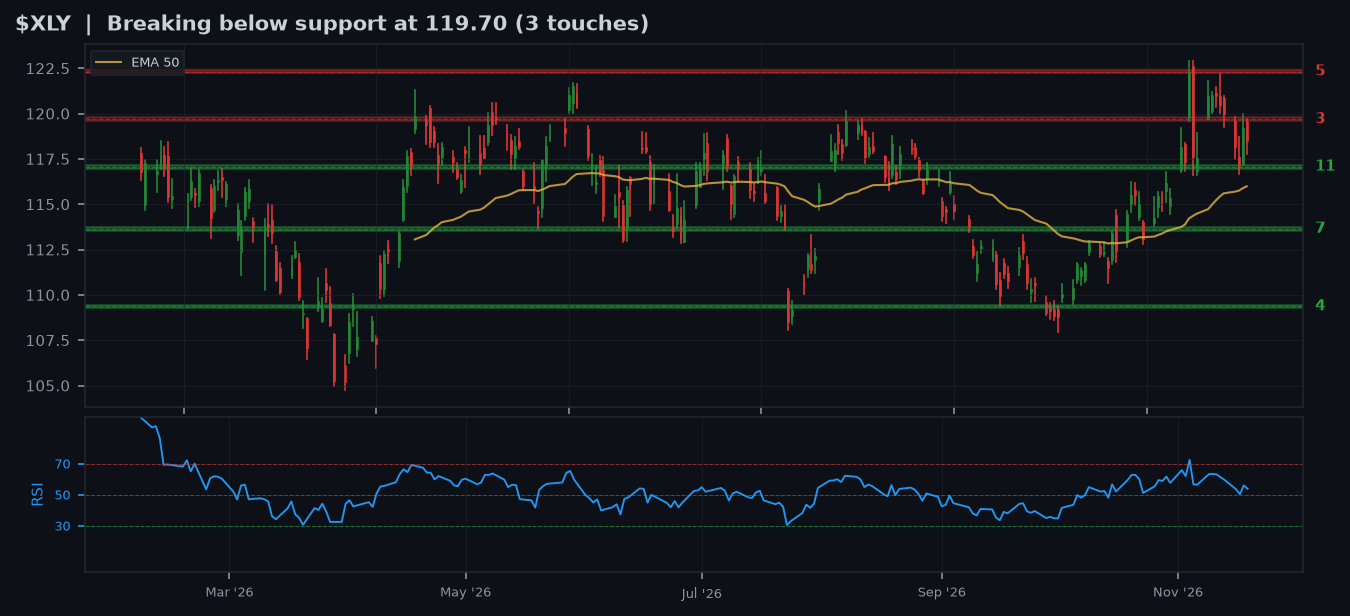 $XLY | Breaking below support at 119.70 (3 touches)
EMA 50
122.5
120.0
117.5
115.0
112.5
110.0
107.5
105.0
5
3
11
7
4
RSI
70
50
30
Mar '26
May '26
Jul '26
Sep '26
Nov '26